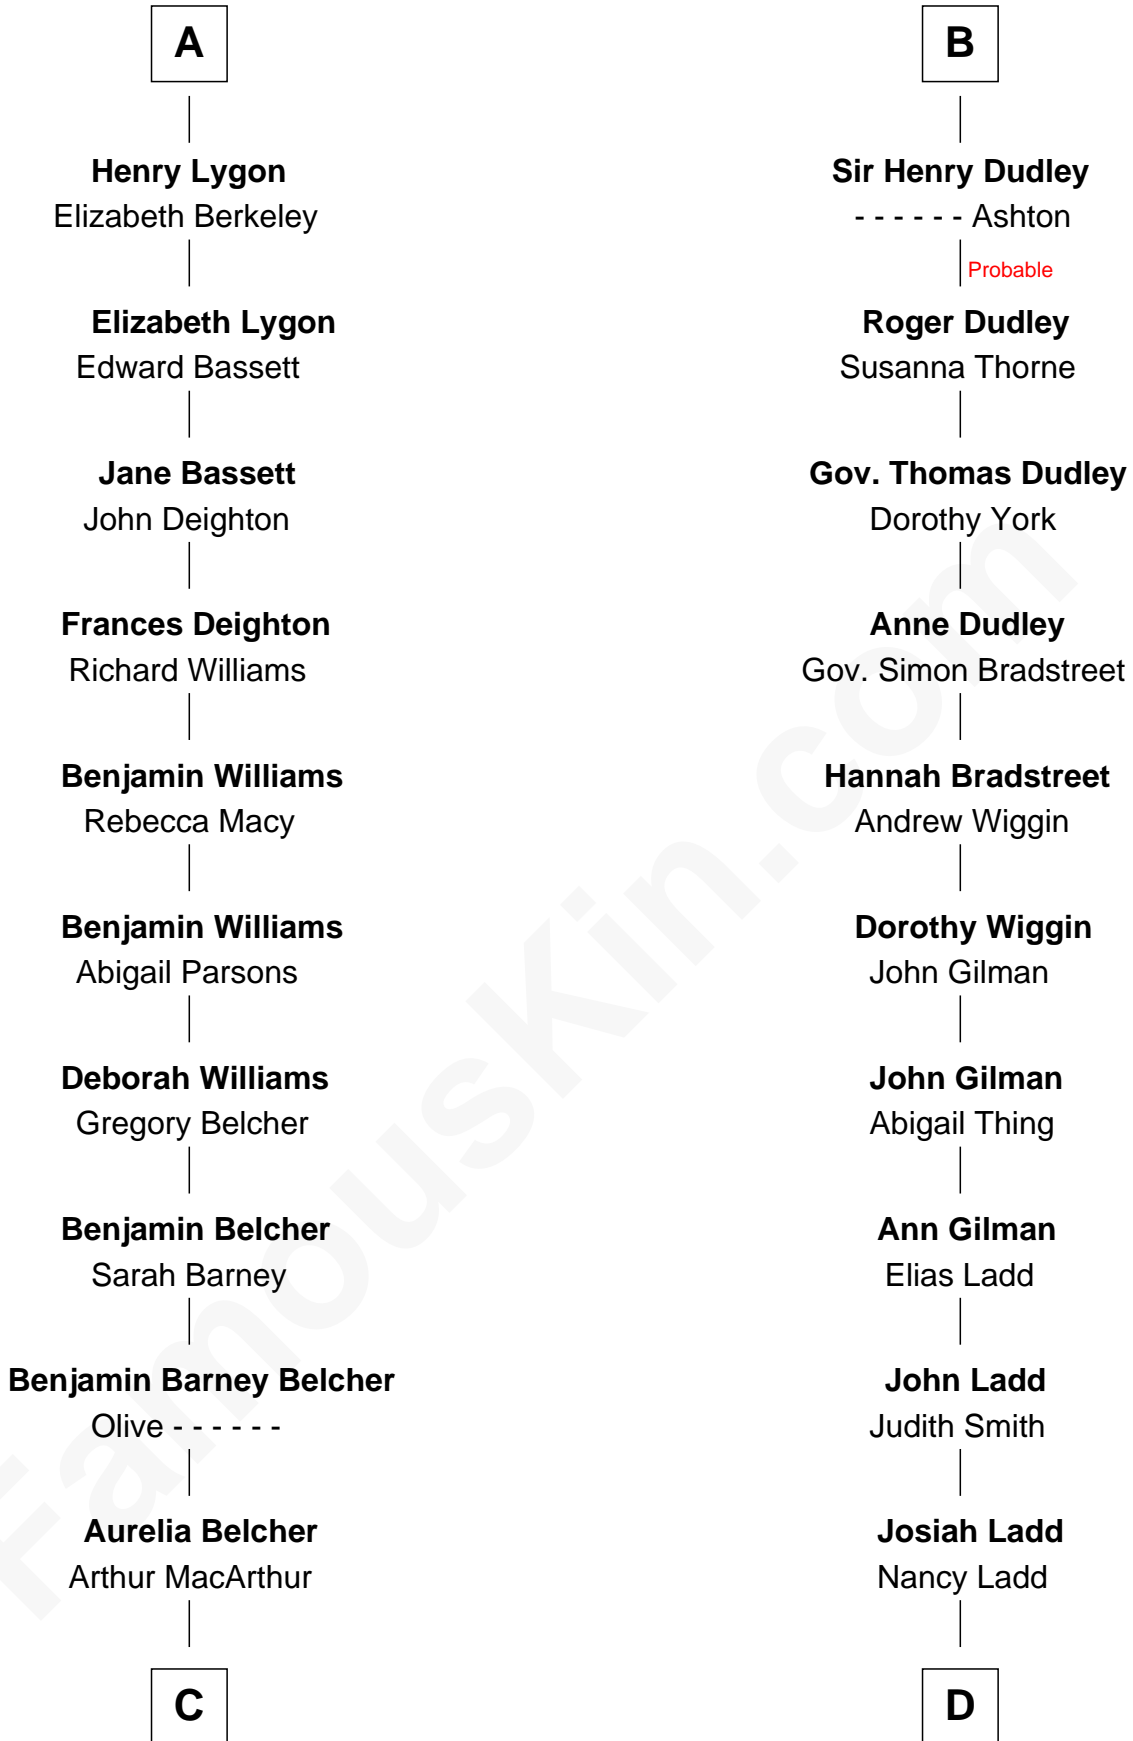 A
Henry Lygon
Elizabeth Berkeley
Elizabeth Lygon
Edward Bassett
Jane Bassett
John Deighton
Frances Deighton
Richard Williams
Benjamin Williams
Rebecca Macy
Benjamin Williams
Abigail Parsons
Deborah Williams
Gregory Belcher
Benjamin Belcher
Sarah Barney
Benjamin Barney Belcher
Olive - - - - - -
Aurelia Belcher
Arthur MacArthur
C
B
Sir Henry Dudley
- - - - - - Ashton
Probable
Roger Dudley
Susanna Thorne
Gov. Thomas Dudley
Dorothy York
Anne Dudley
Gov. Simon Bradstreet
Hannah Bradstreet
Andrew Wiggin
Dorothy Wiggin
John Gilman
John Gilman
Abigail Thing
Ann Gilman
Elias Ladd
John Ladd
Judith Smith
Josiah Ladd
Nancy Ladd
D
FamousKin.com